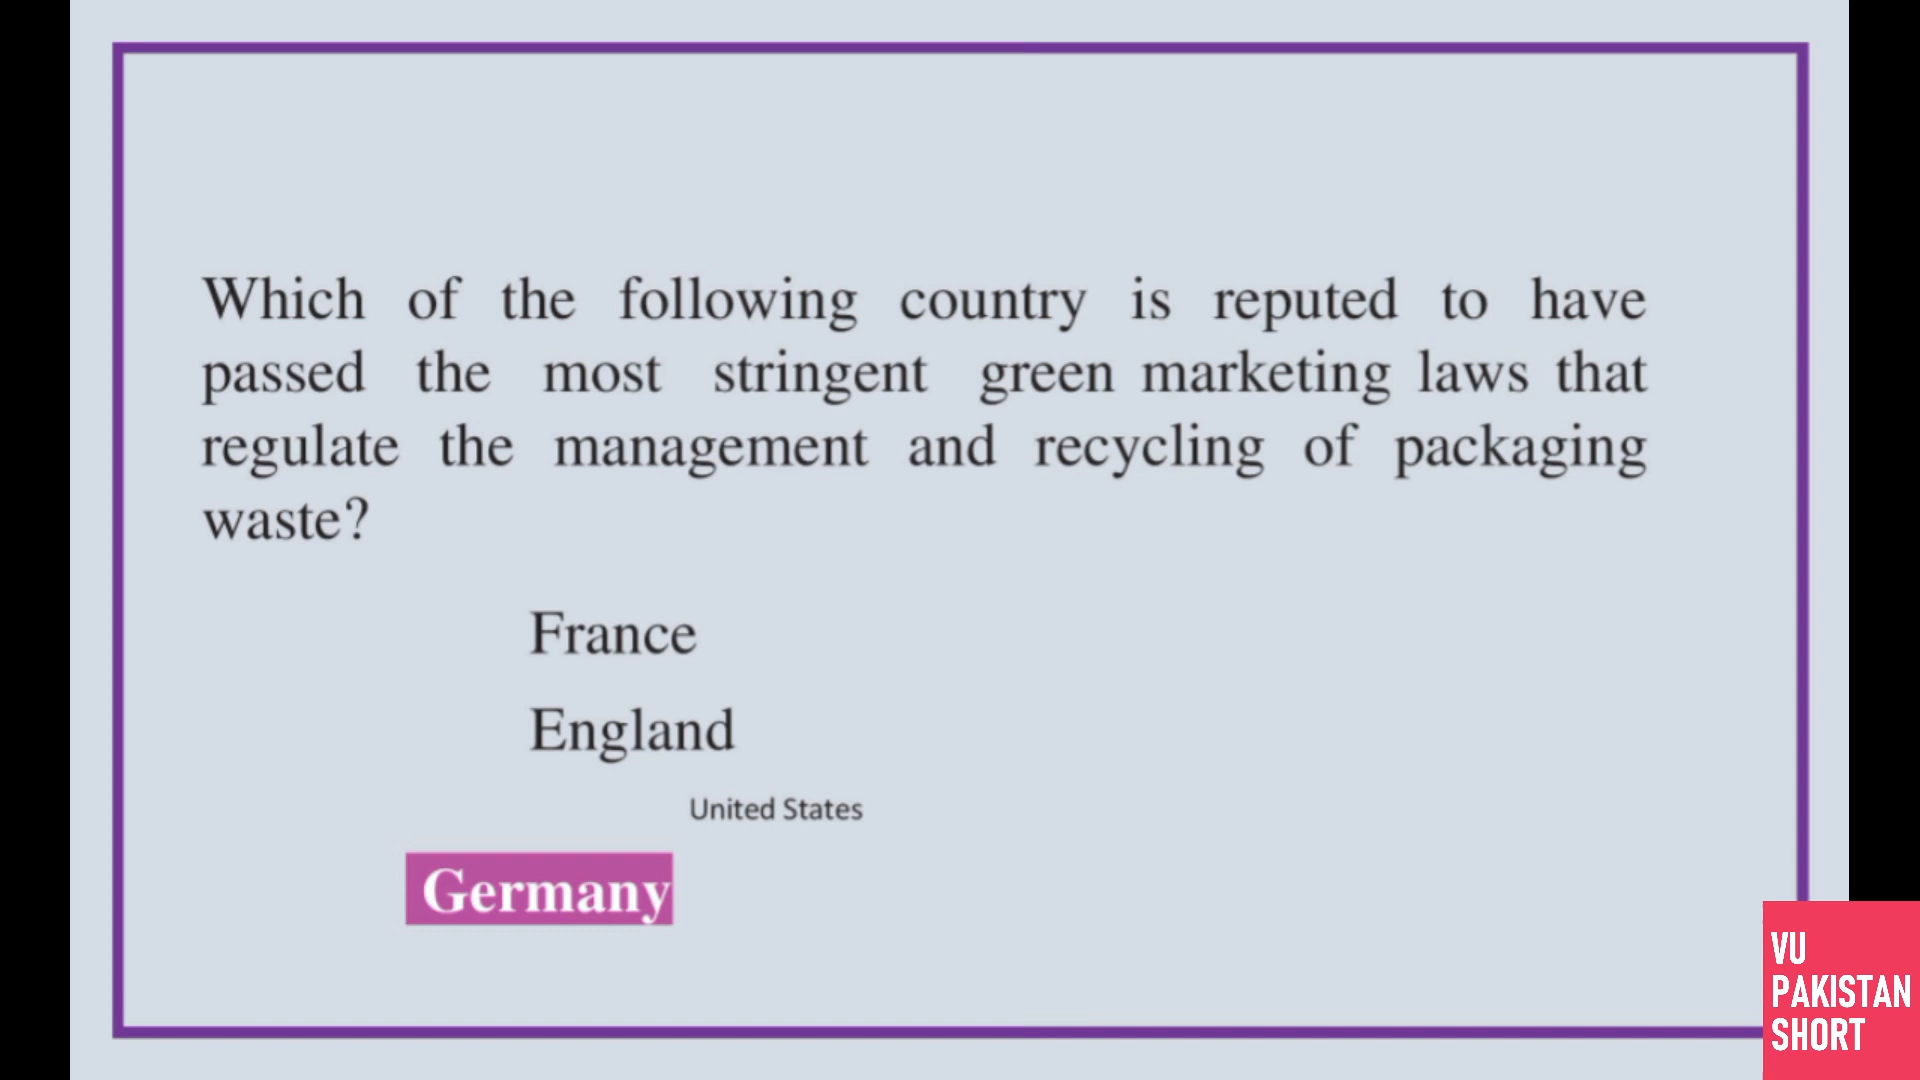 Which of the following country is reputed to have
passed the most stringent green marketing laws that
regulate the management and recycling of packaging
waste?
France
England
United States
Germany
VU
PAKISTAN
SHORT